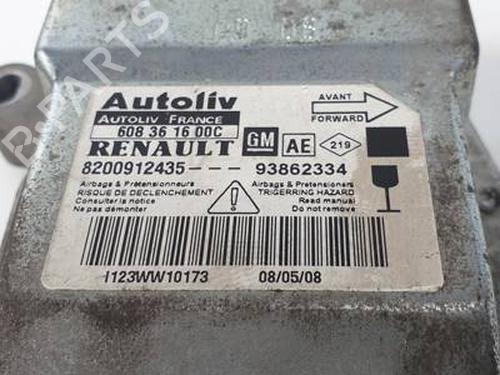 Autoliv
AVANT
FORWARD
AUTOLIV FRANCE
608 36 16 00C
RENAULT GM AE 219
8200912435--- 93862334
Airbags & Prétensionneurs
RISQUE DE DECLENCHEMENT
Consulter la notice
Ne pas démonter
Airbags & Pretensioners
TRIGERRING HAZARD
Read manual
Do not remove
I123WW10173 08/05/08
B-Parts